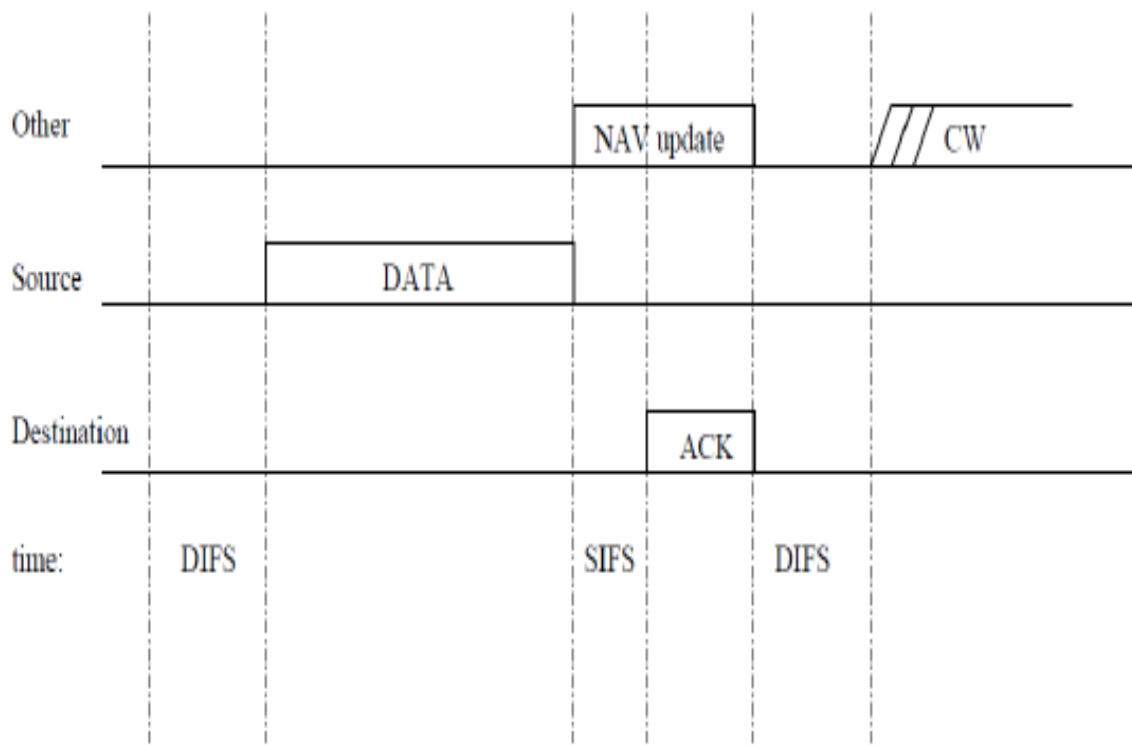 Other
NAV update
CW
Source
DATA
Destination
ACK
time:
DIFS
SIFS
DIFS